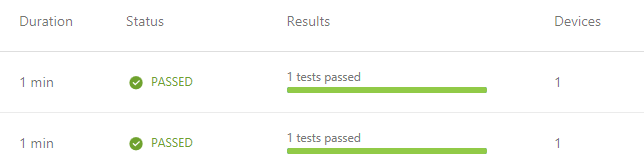 Duration Status Results Devices
1 min PASSED 1 tests passed 1
1 min PASSED 1 tests passed 1